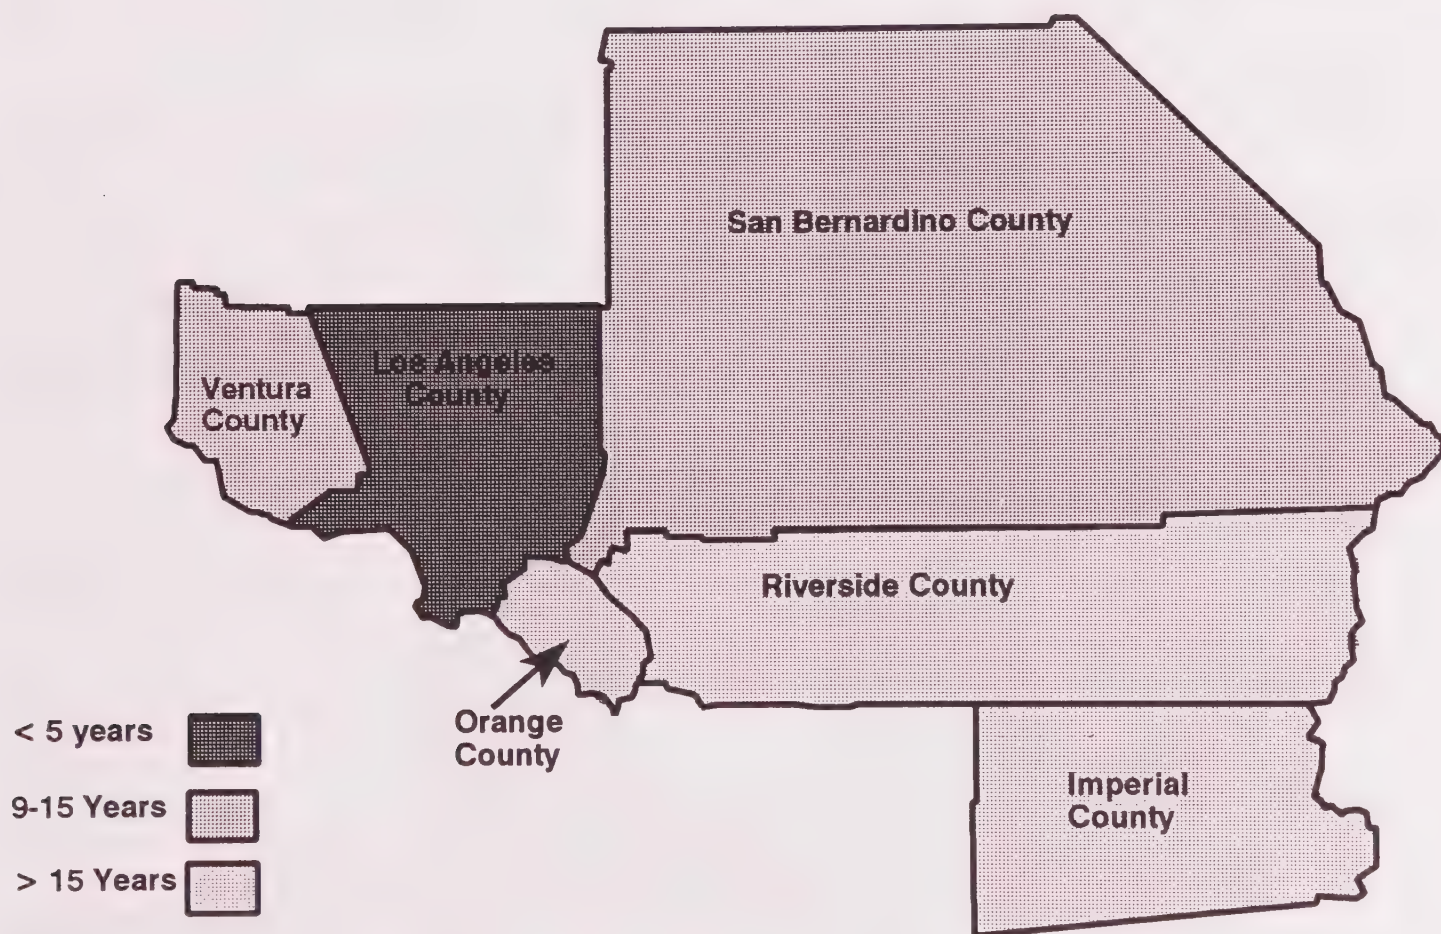 San Bernardino County
Los Angeles
County
Ventura
County
Riverside County
Orange
County
Imperial
County
< 5 years
9-15 Years
> 15 Years